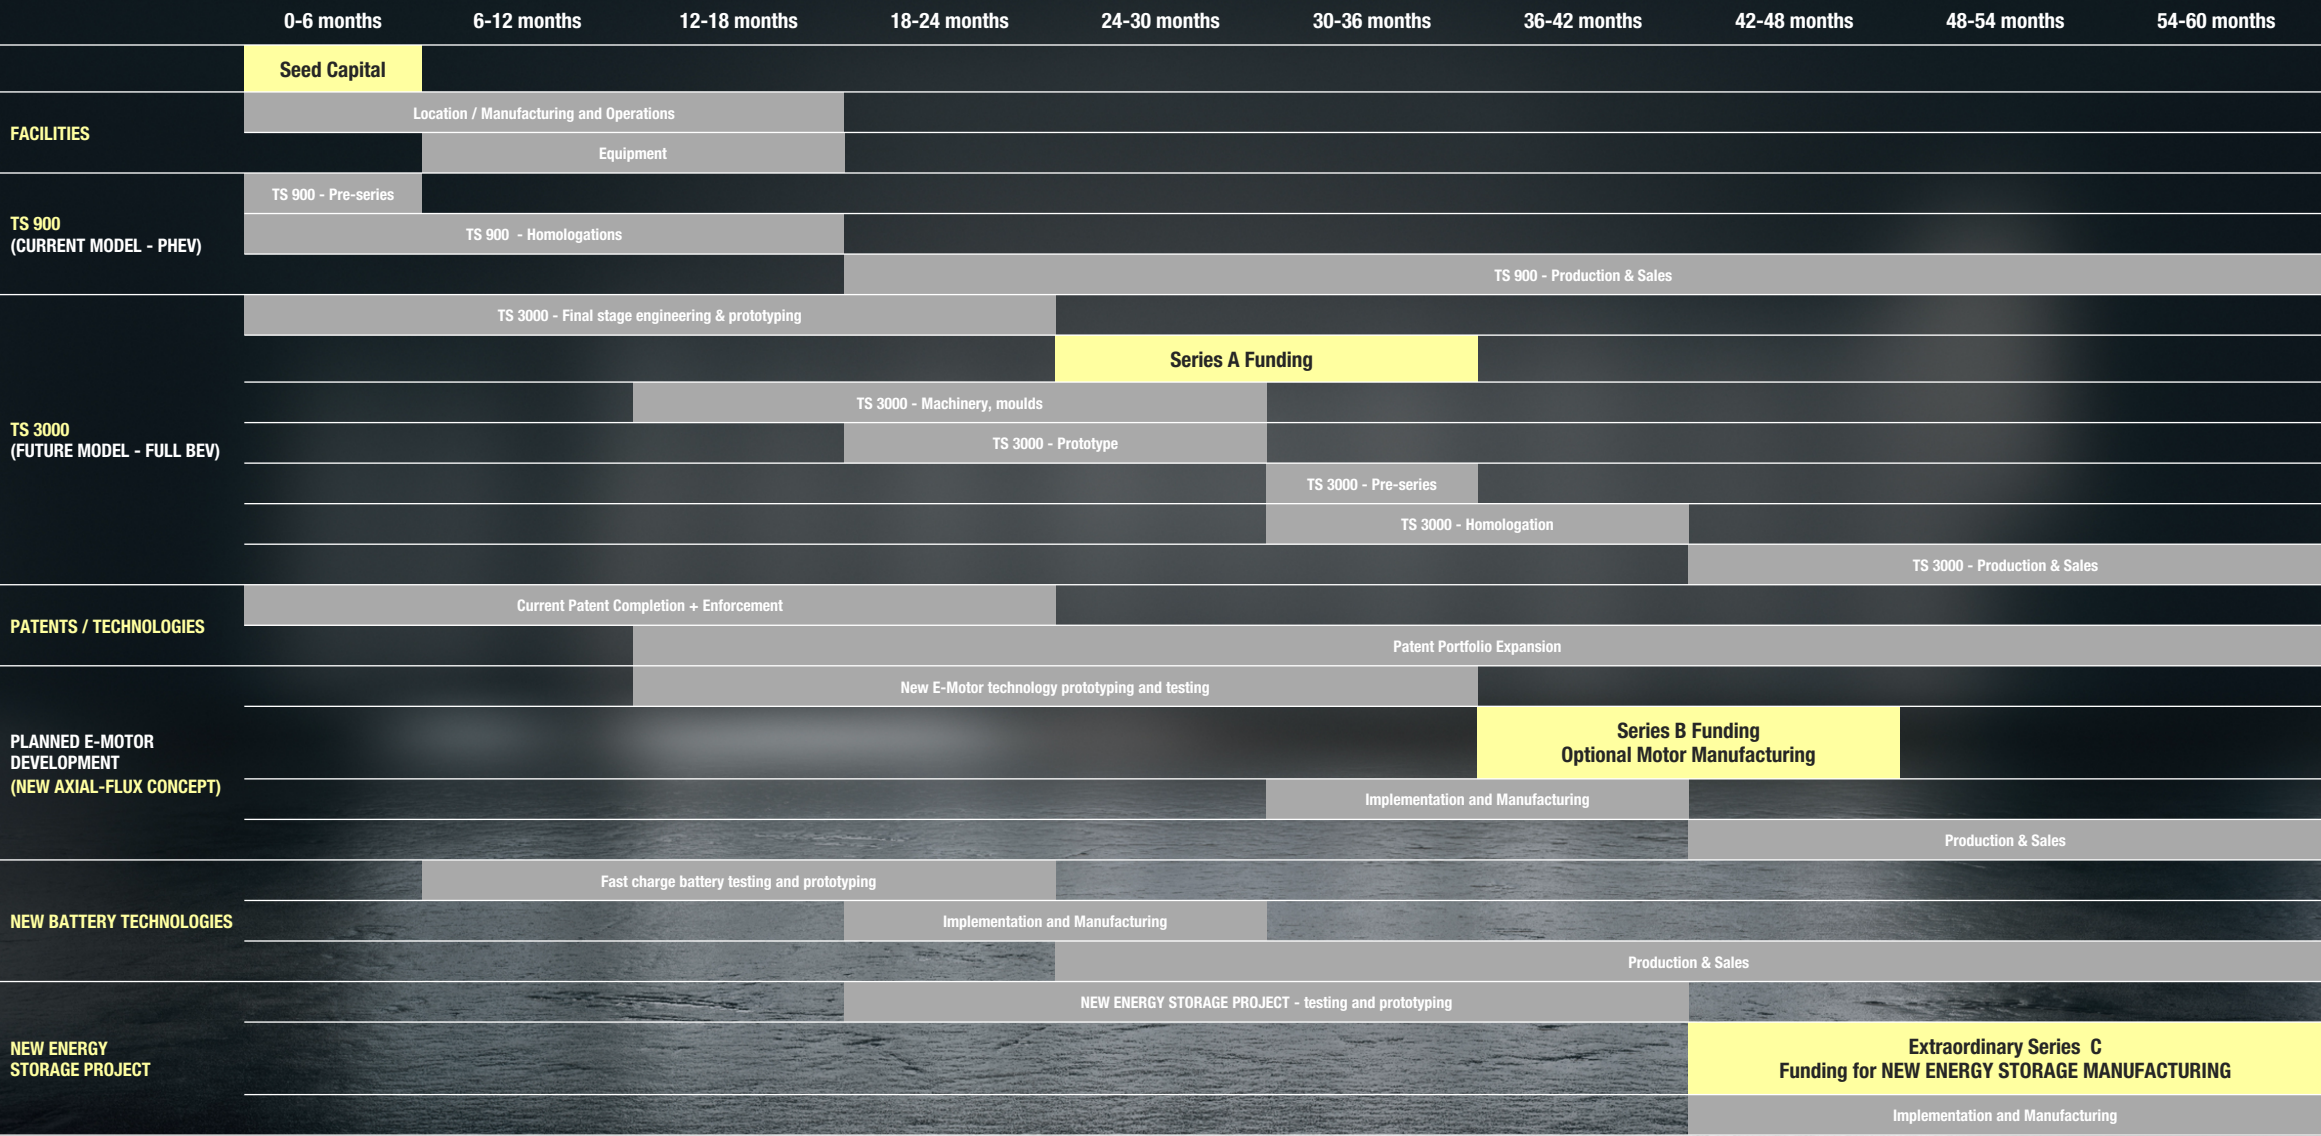 0-6 months 6-12 months 12-18 months 18-24 months 24-30 months 30-36 months 36-42 months 42-48 months 48-54 months 54-60 months
Seed Capital
FACILITIES
Location / Manufacturing and Operations
Equipment
TS 900
(CURRENT MODEL - PHEV)
TS 900 - Pre-series
TS 900 - Homologations
TS 900 - Production & Sales
TS 3000
(FUTURE MODEL - FULL BEV)
TS 3000 - Final stage engineering & prototyping
Series A Funding
TS 3000 - Machinery, moulds
TS 3000 - Prototype
TS 3000 - Pre-series
TS 3000 - Homologation
TS 3000 - Production & Sales
PATENTS / TECHNOLOGIES
Current Patent Completion + Enforcement
Patent Portfolio Expansion
PLANNED E-MOTOR
DEVELOPMENT
(NEW AXIAL-FLUX CONCEPT)
New E-Motor technology prototyping and testing
Series B Funding
Optional Motor Manufacturing
Implementation and Manufacturing
Production & Sales
NEW BATTERY TECHNOLOGIES
Fast charge battery testing and prototyping
Implementation and Manufacturing
Production & Sales
NEW ENERGY
STORAGE PROJECT
NEW ENERGY STORAGE PROJECT - testing and prototyping
Extraordinary Series C
Funding for NEW ENERGY STORAGE MANUFACTURING
Implementation and Manufacturing